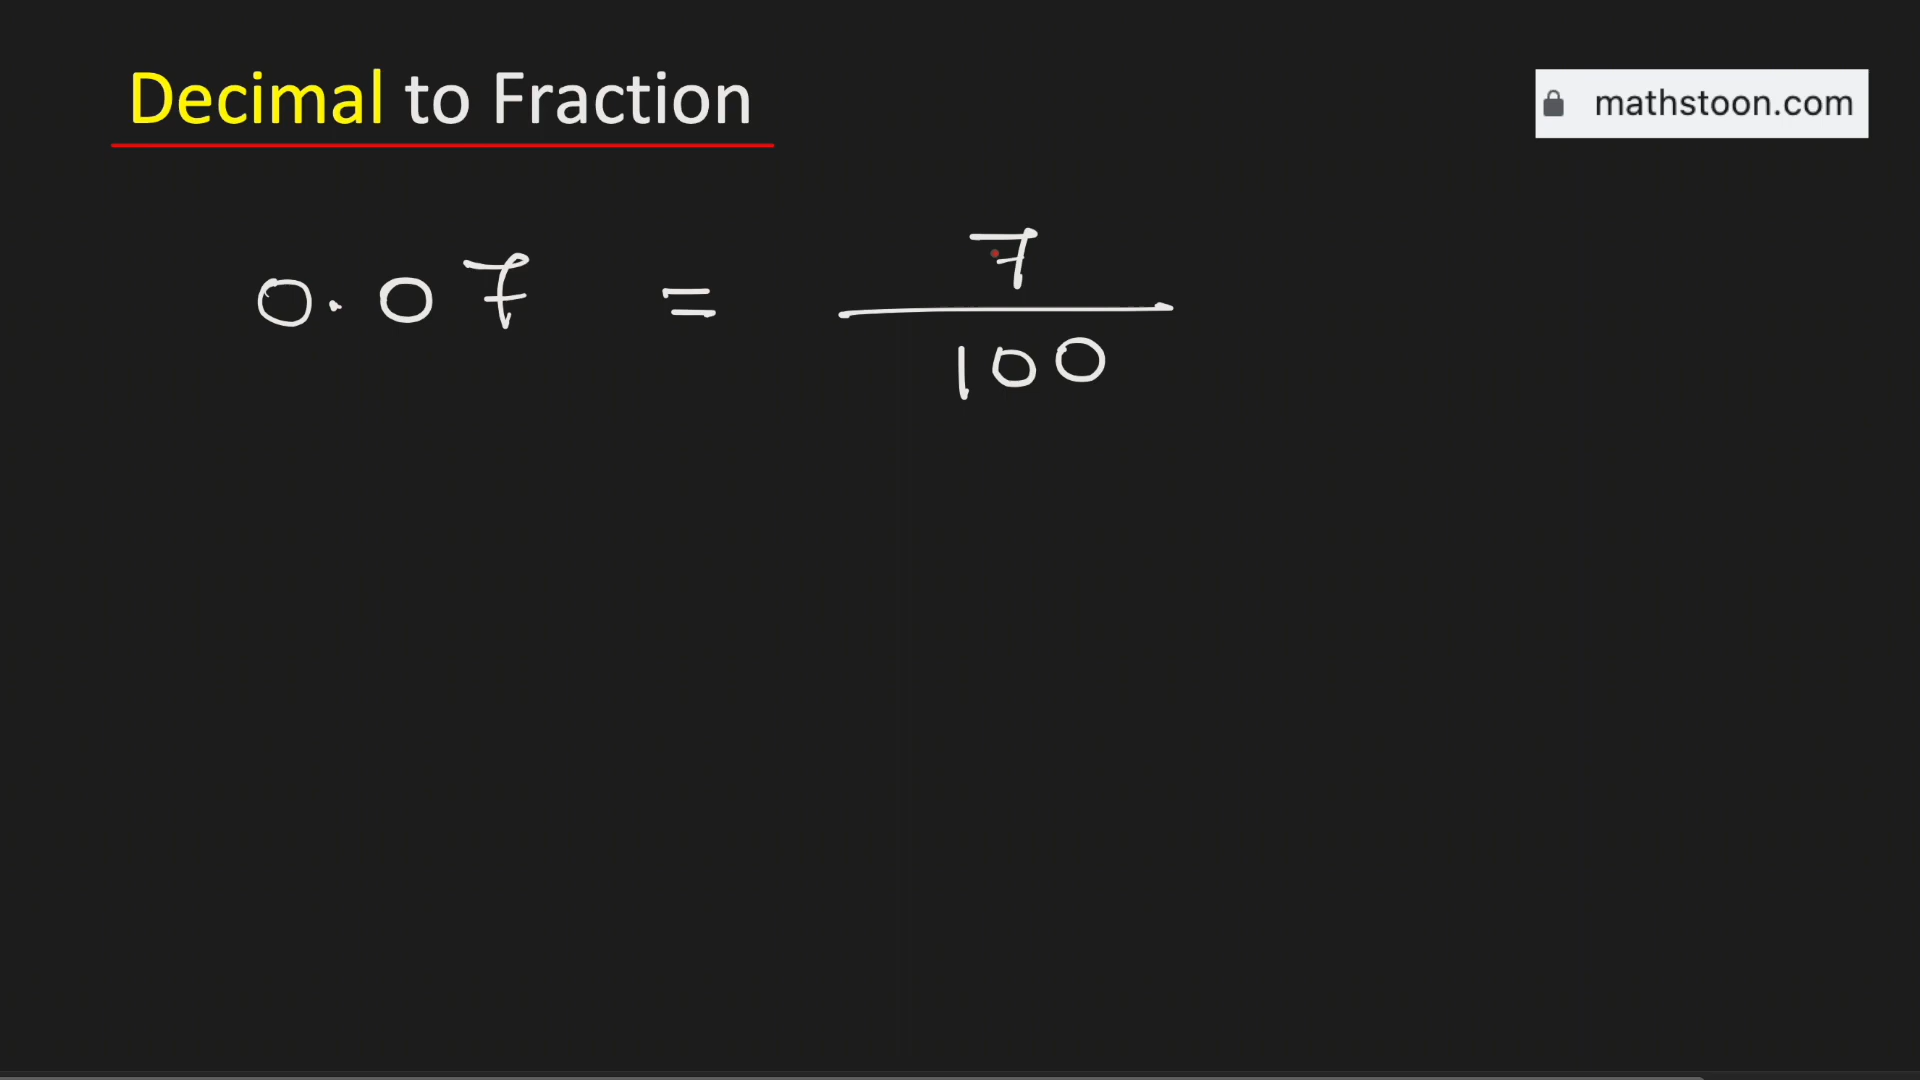 Decimal to Fraction
mathstoon.com
0.07 = 7/100